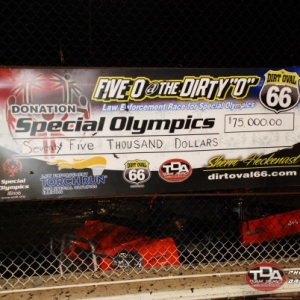 FIVE O @ THE DIRTY "O"
DIRT OVAL
66
Law Enforcement Race for Special Olympics
DONATION
Special Olympics
$75,000.00
Seventy Five THOUSAND DOLLARS
Special Olympics
TORCH RUN
DIRT OVAL
66
TDA
dirtoval66.com
TDA